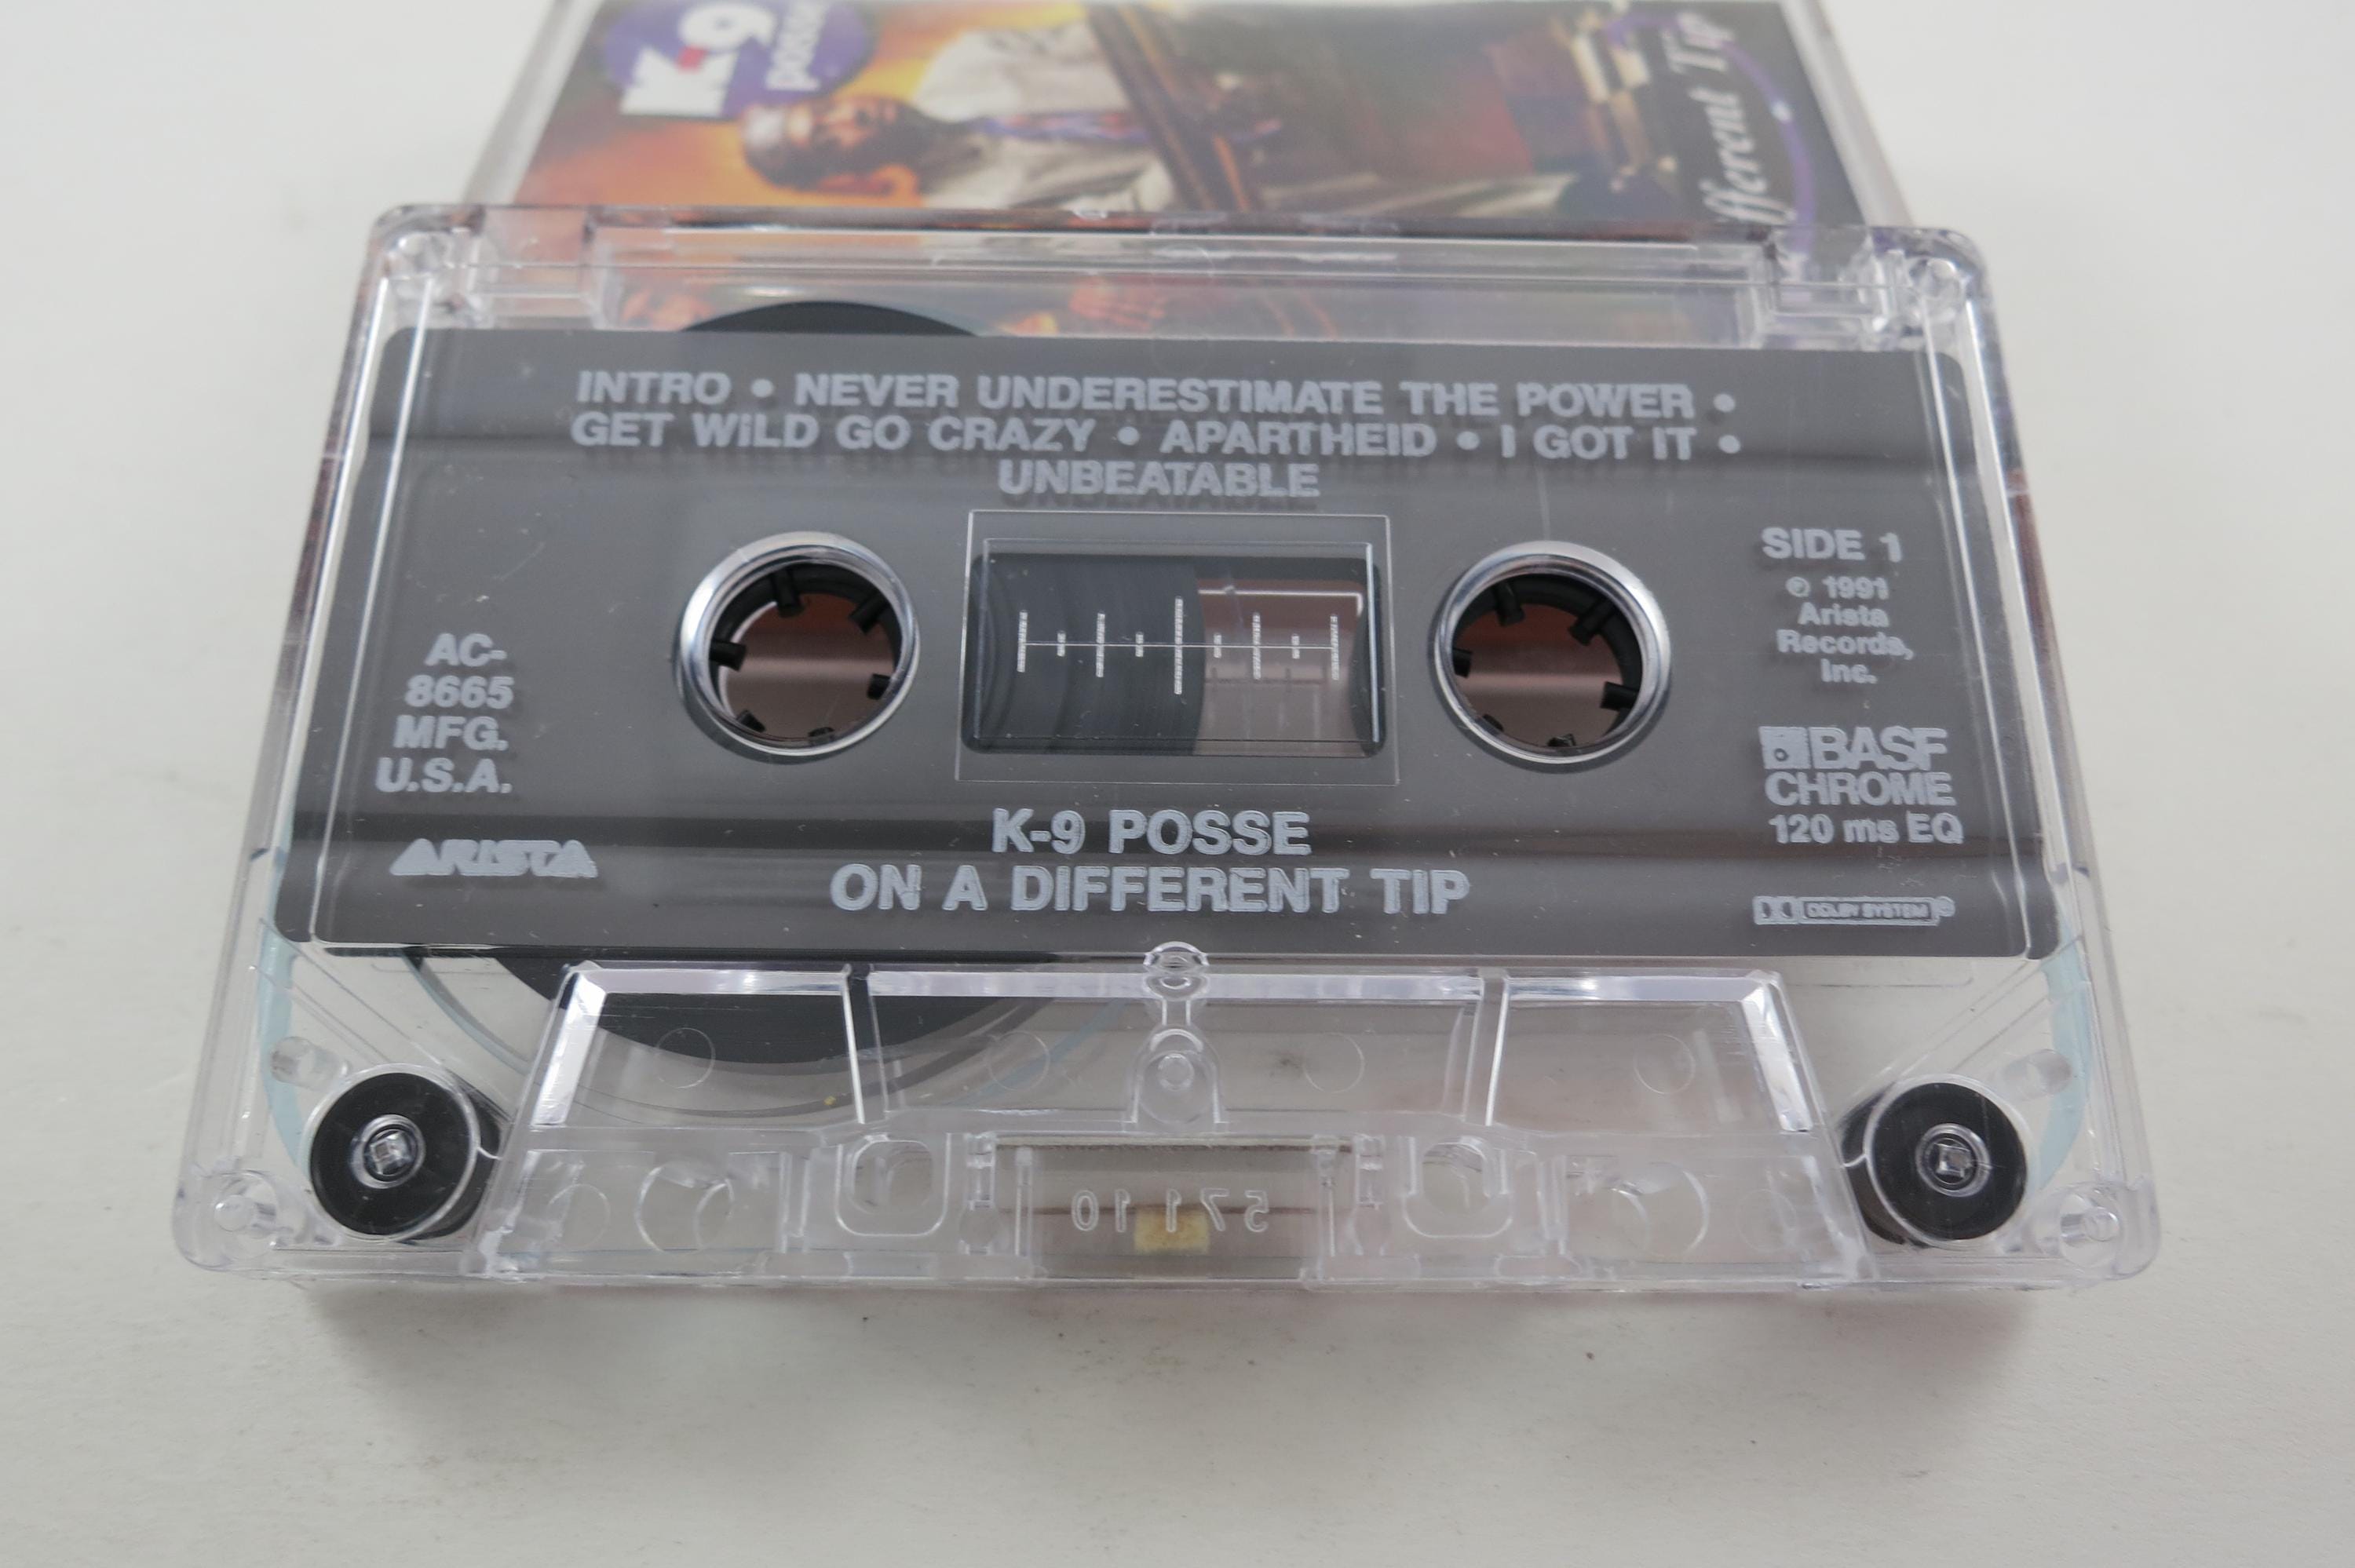 K-9
posse
fferent Tip
INTRO • NEVER UNDERESTIMATE THE POWER •
GET WILD GO CRAZY • APARTHEID • I GOT IT •
UNBEATABLE
SIDE 1
℗ 1991
Arista
Records,
Inc.
AC-
8665
MFG.
U.S.A.
ARISTA
BASF
CHROME
120 ms EQ
DOLBY SYSTEM®
K-9 POSSE
ON A DIFFERENT TIP
57110